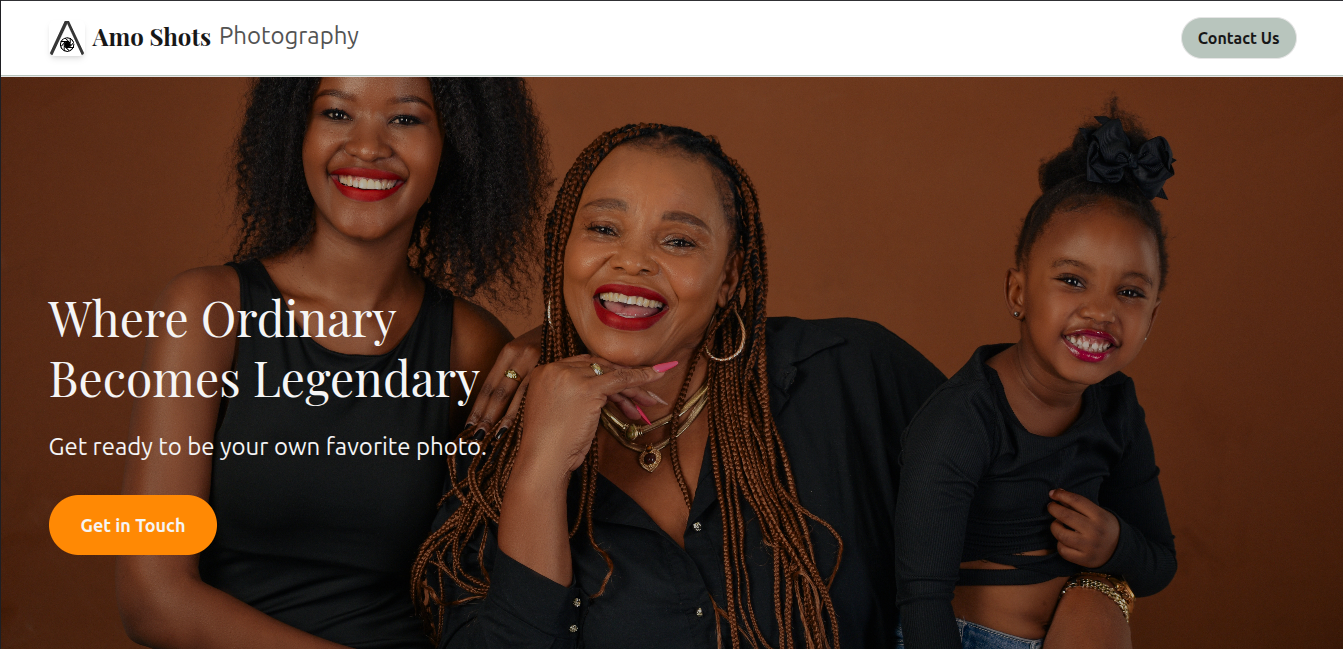 Amo Shots Photography
Contact Us
Where Ordinary
Becomes Legendary
Get ready to be your own favorite photo.
Get in Touch